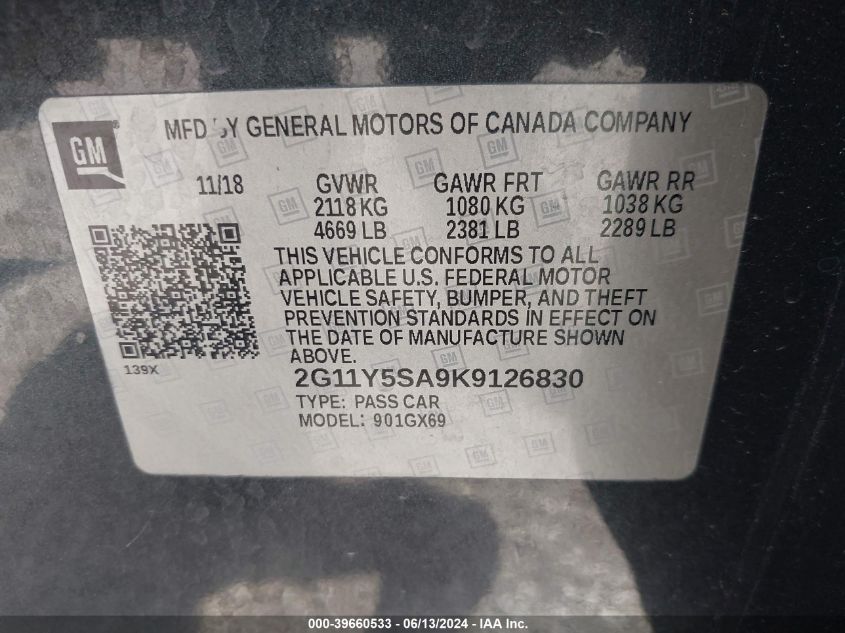 GM
MFD BY GENERAL MOTORS OF CANADA COMPANY
11/18 GVWR GAWR FRT GAWR RR
2118 KG 1080 KG 1038 KG
4669 LB 2381 LB 2289 LB
THIS VEHICLE CONFORMS TO ALL
APPLICABLE U.S. FEDERAL MOTOR
VEHICLE SAFETY, BUMPER, AND THEFT
PREVENTION STANDARDS IN EFFECT ON
THE DATE OF MANUFACTURE SHOWN
ABOVE.
139X
2G11Y5SA9K9126830
TYPE: PASS CAR
MODEL: 901GX69
000-39660533 - 06/13/2024 - IAA Inc.